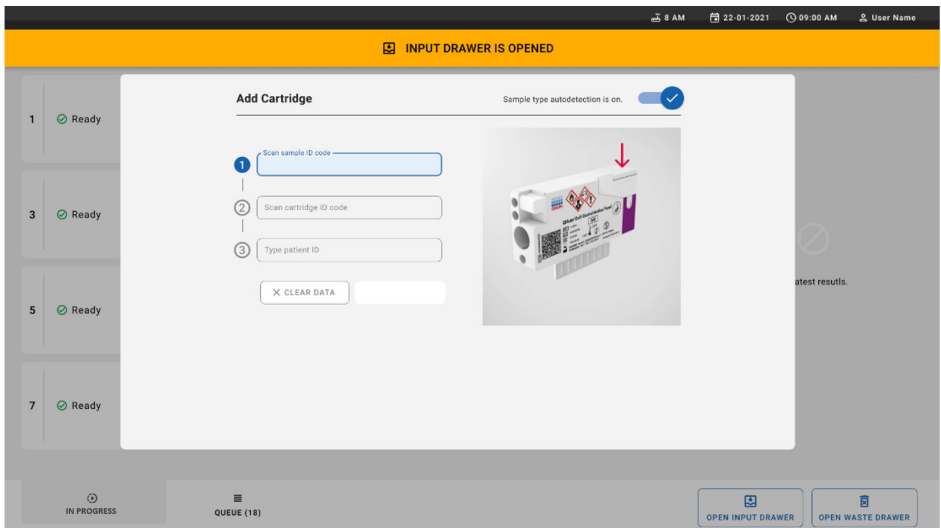 8 AM
22-01-2021
09:00 AM
User Name
INPUT DRAWER IS OPENED
Add Cartridge
Sample type autodetection is on.
1
Ready
3
Ready
5
Ready
7
Ready
1
Scan sample ID code
2
Scan cartridge ID code
3
Type patient ID
CLEAR DATA
atest resutls.
IN PROGRESS
QUEUE (18)
OPEN INPUT DRAWER
OPEN WASTE DRAWER